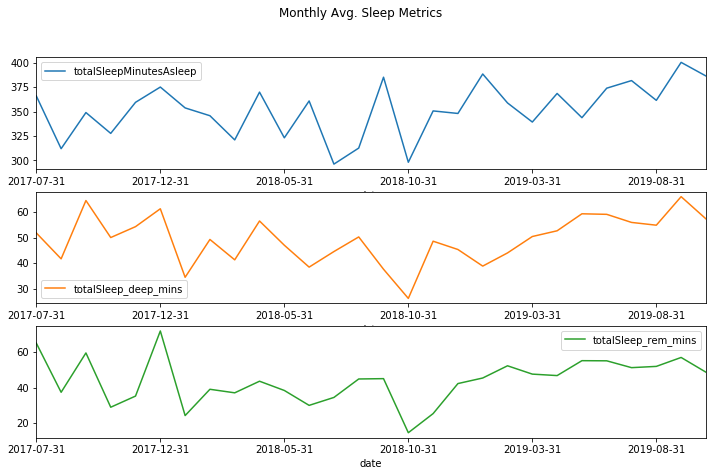 Monthly Avg. Sleep Metrics
400
375
350
325
300
totalSleepMinutesAsleep
2017-07-31 2017-12-31 2018-05-31 2018-10-31 2019-03-31 2019-08-31
60
50
40
30
totalSleep_deep_mins
2017-07-31 2017-12-31 2018-05-31 2018-10-31 2019-03-31 2019-08-31
60
40
20
totalSleep_rem_mins
2017-07-31 2017-12-31 2018-05-31 2018-10-31 2019-03-31 2019-08-31
date